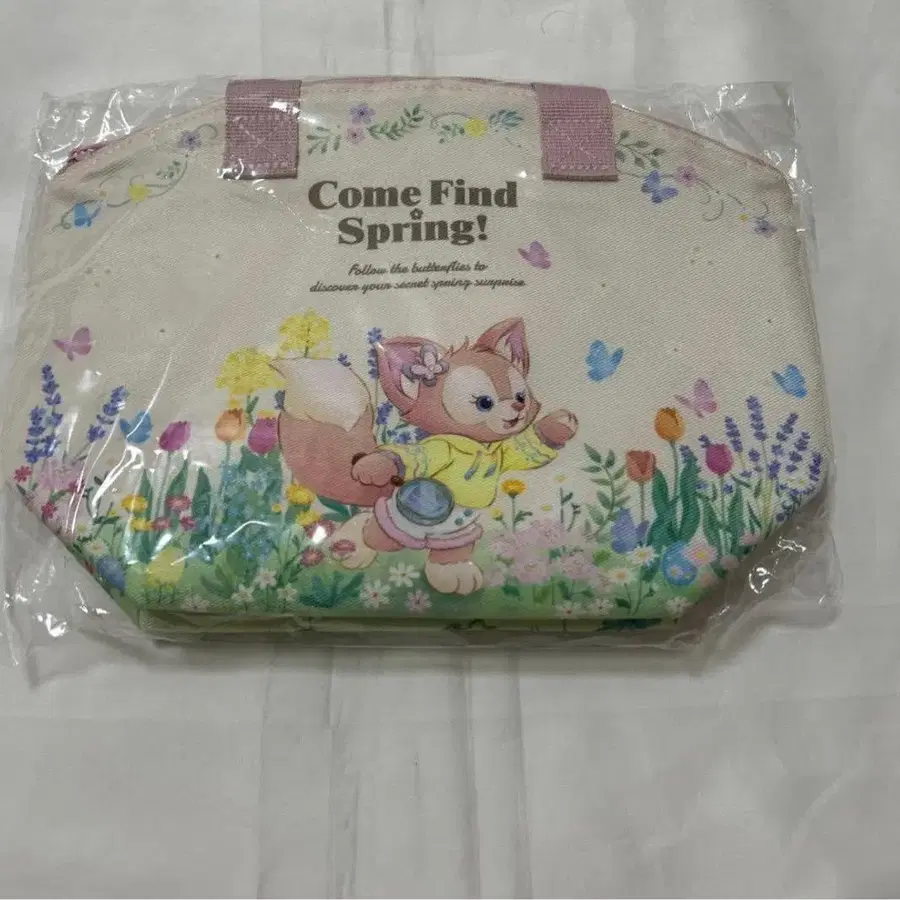 Come Find
Spring!
Follow the butterflies to
discover your secret spring surprise